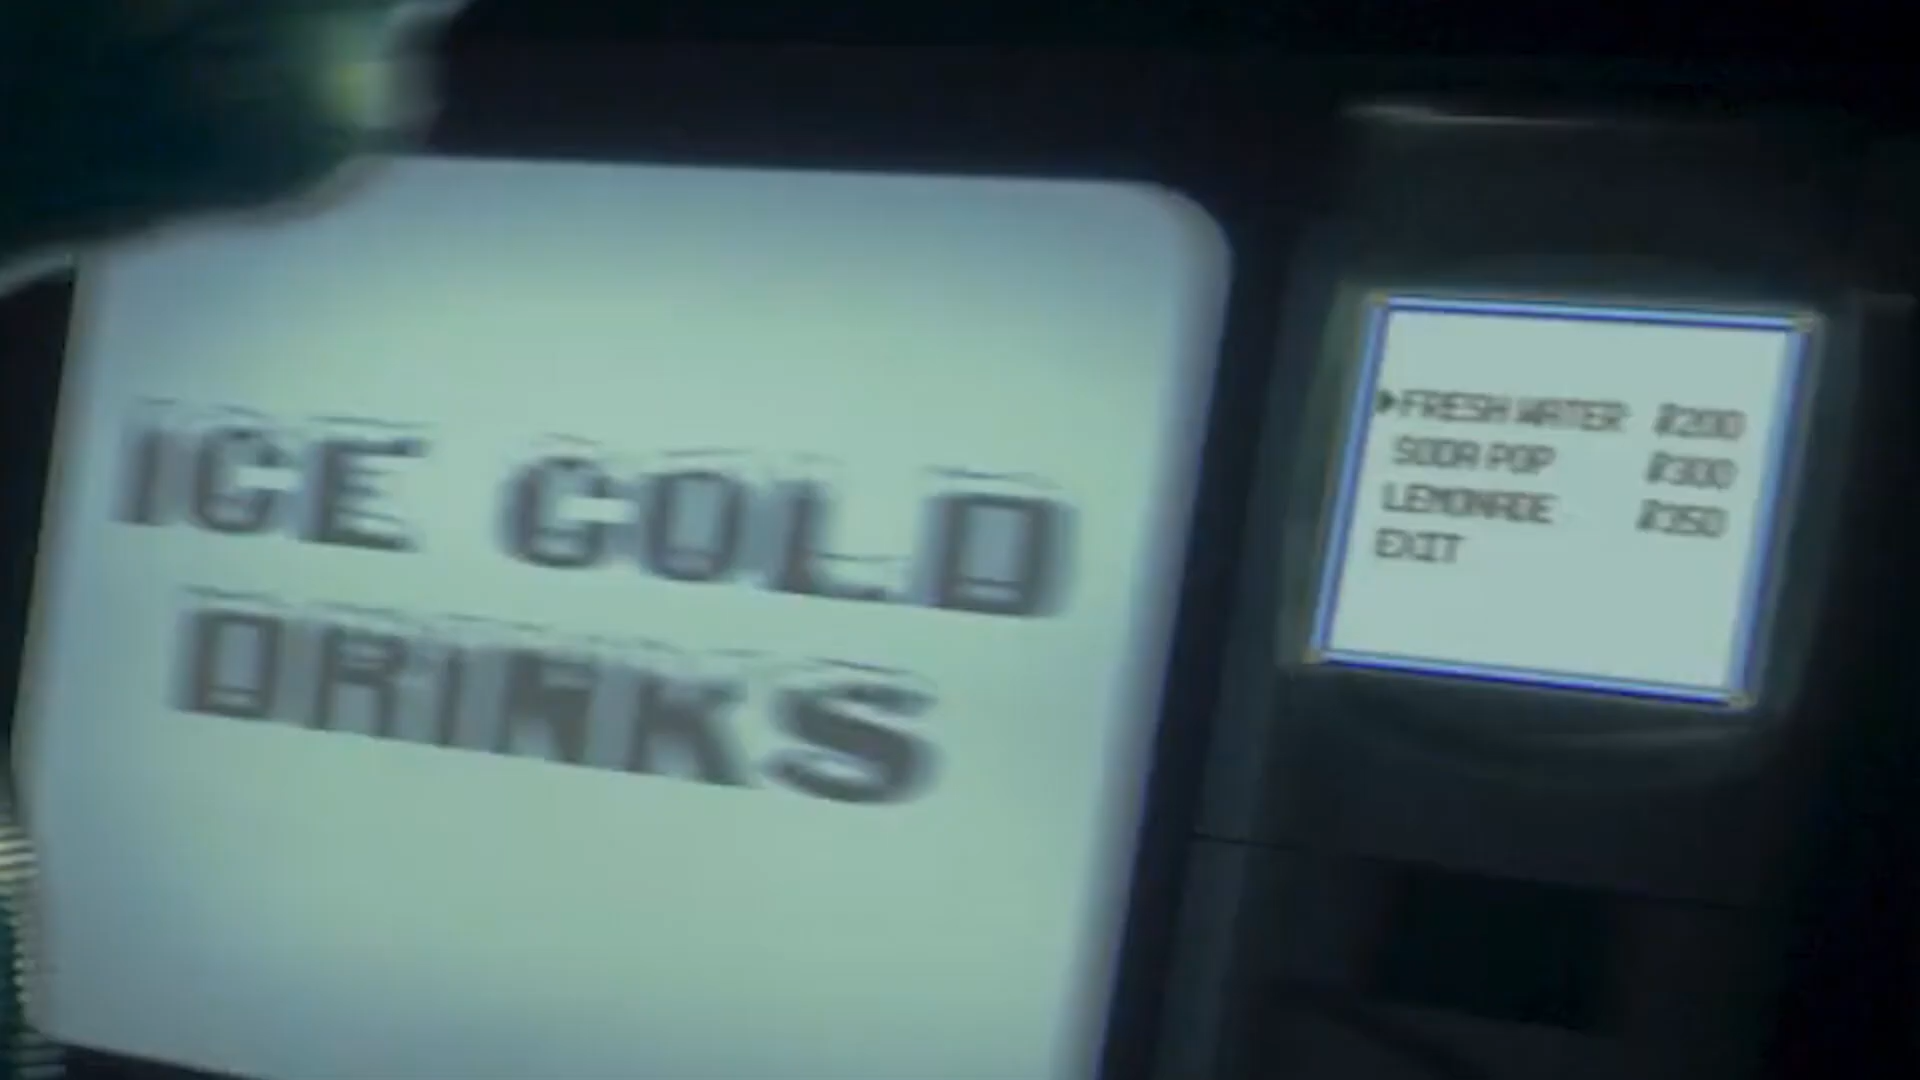 ICE COLD
DRINKS
▶FRESH WATER ₽200
SODA POP ₽300
LEMONADE ₽350
EXIT